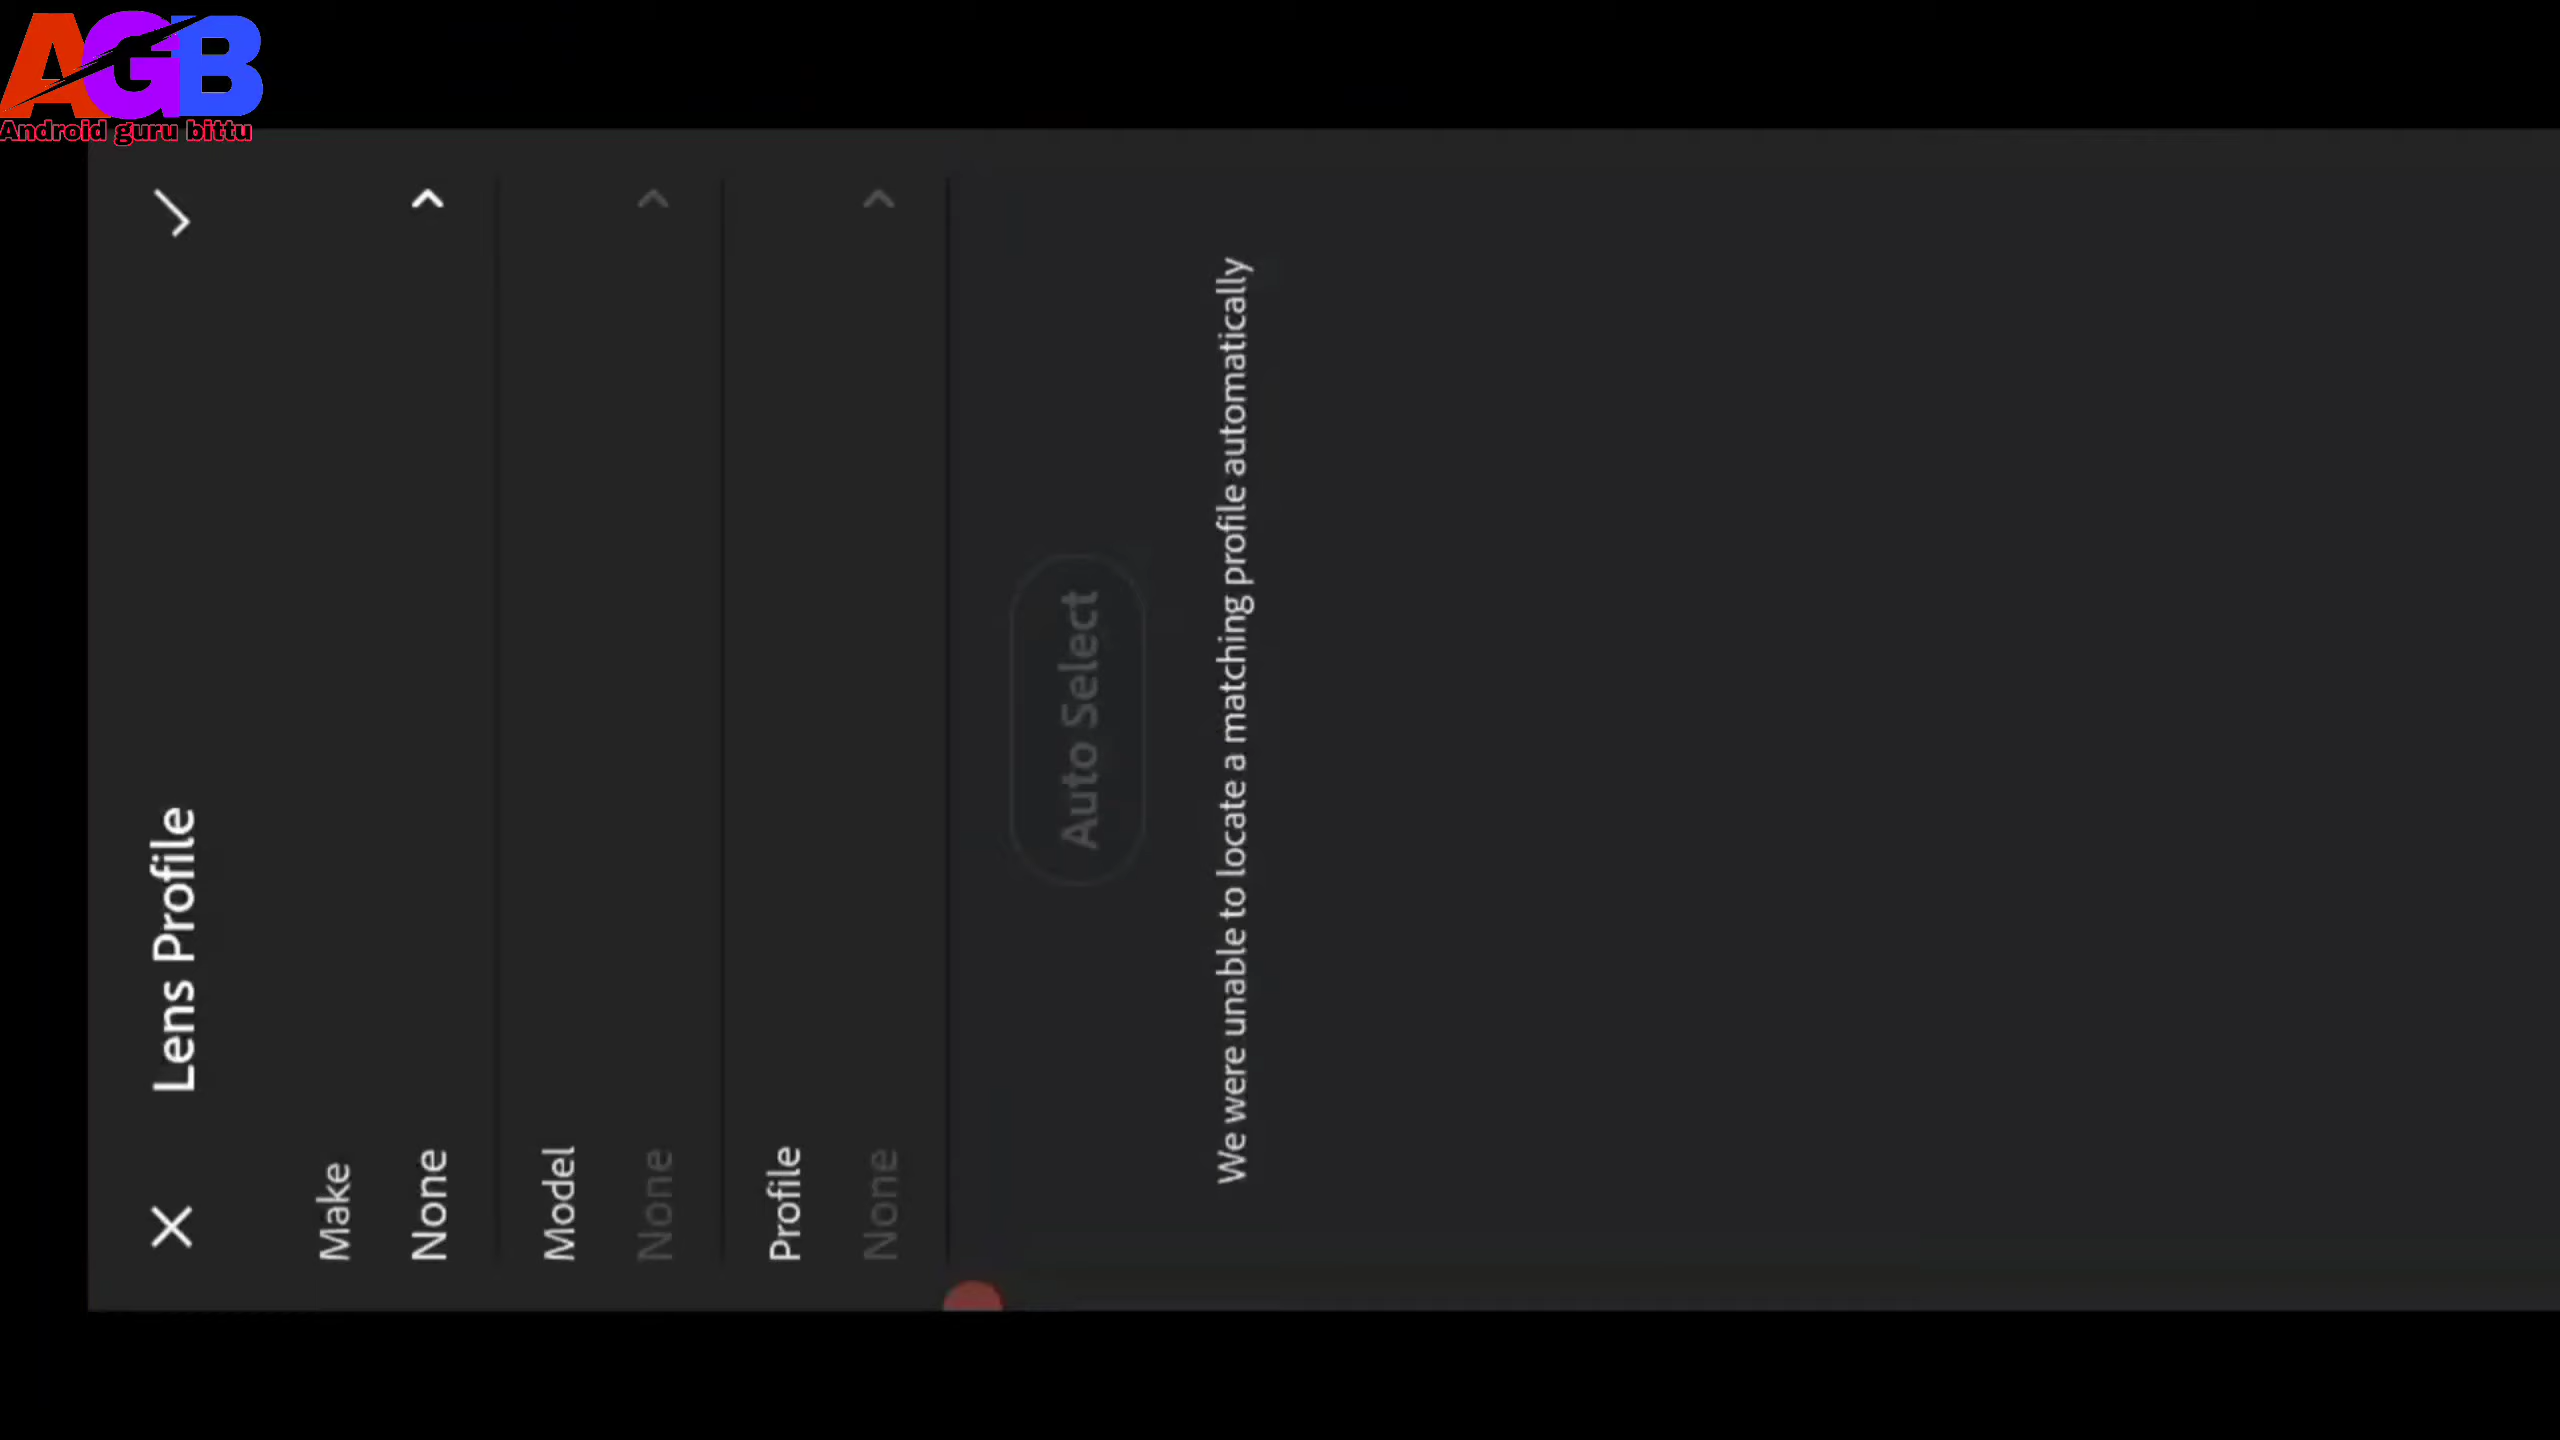 AGB
Android guru bittu
Lens Profile
Make
None
Model
None
Profile
None
Auto Select
We were unable to locate a matching profile automatically